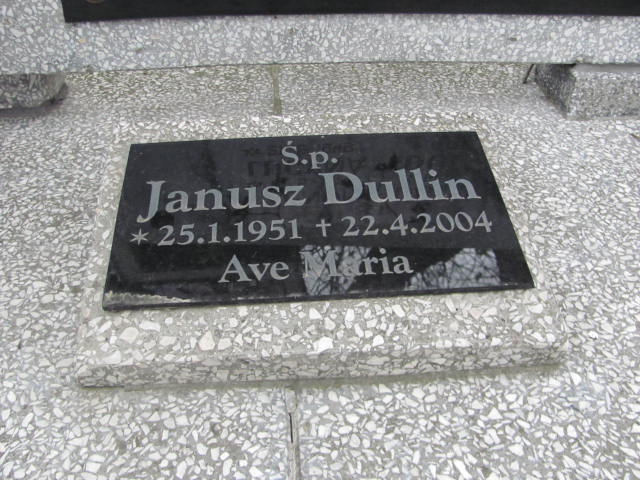 Ś.p.
Janusz Dullin
* 25.1.1951 † 22.4.2004
Ave Maria